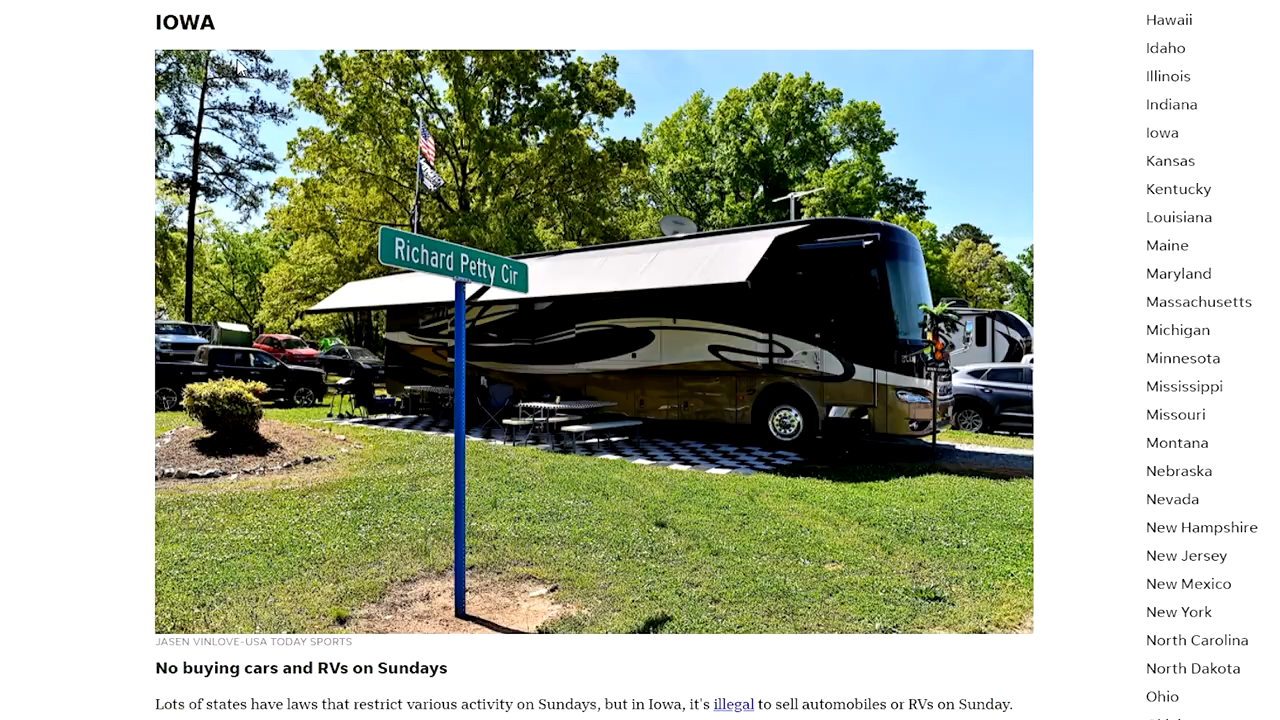 IOWA
Richard Petty Cir
JASEN VINLOVE-USA TODAY SPORTS
No buying cars and RVs on Sundays
Lots of states have laws that restrict various activity on Sundays, but in Iowa, it's illegal to sell automobiles or RVs on Sunday.
Hawaii
Idaho
Illinois
Indiana
Iowa
Kansas
Kentucky
Louisiana
Maine
Maryland
Massachusetts
Michigan
Minnesota
Mississippi
Missouri
Montana
Nebraska
Nevada
New Hampshire
New Jersey
New Mexico
New York
North Carolina
North Dakota
Ohio